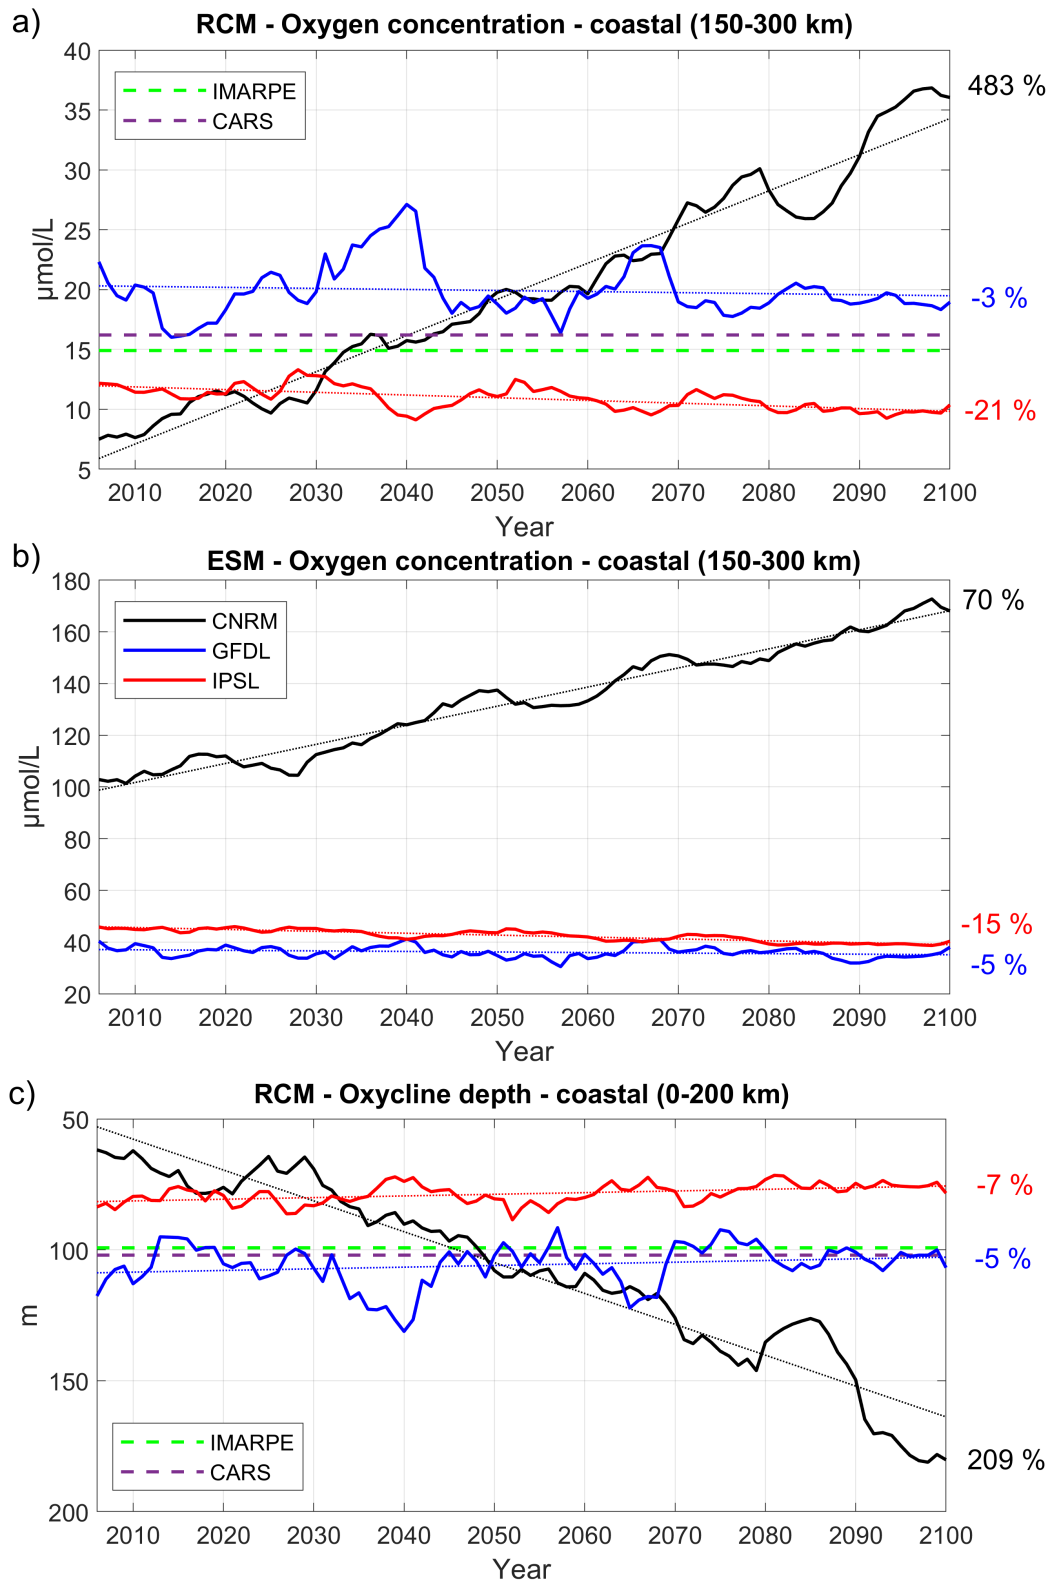 a)
RCM - Oxygen concentration - coastal (150-300 km)
40
35
30
25
20
15
10
5
µmol/L
IMARPE
CARS
483 %
-3 %
-21 %
2010 2020 2030 2040 2050 2060 2070 2080 2090 2100
Year
b)
ESM - Oxygen concentration - coastal (150-300 km)
180
160
140
120
100
80
60
40
20
µmol/L
CNRM
GFDL
IPSL
70 %
-15 %
-5 %
2010 2020 2030 2040 2050 2060 2070 2080 2090 2100
Year
c)
RCM - Oxycline depth - coastal (0-200 km)
50
100
150
200
m
-7 %
-5 %
209 %
IMARPE
CARS
2010 2020 2030 2040 2050 2060 2070 2080 2090 2100
Year